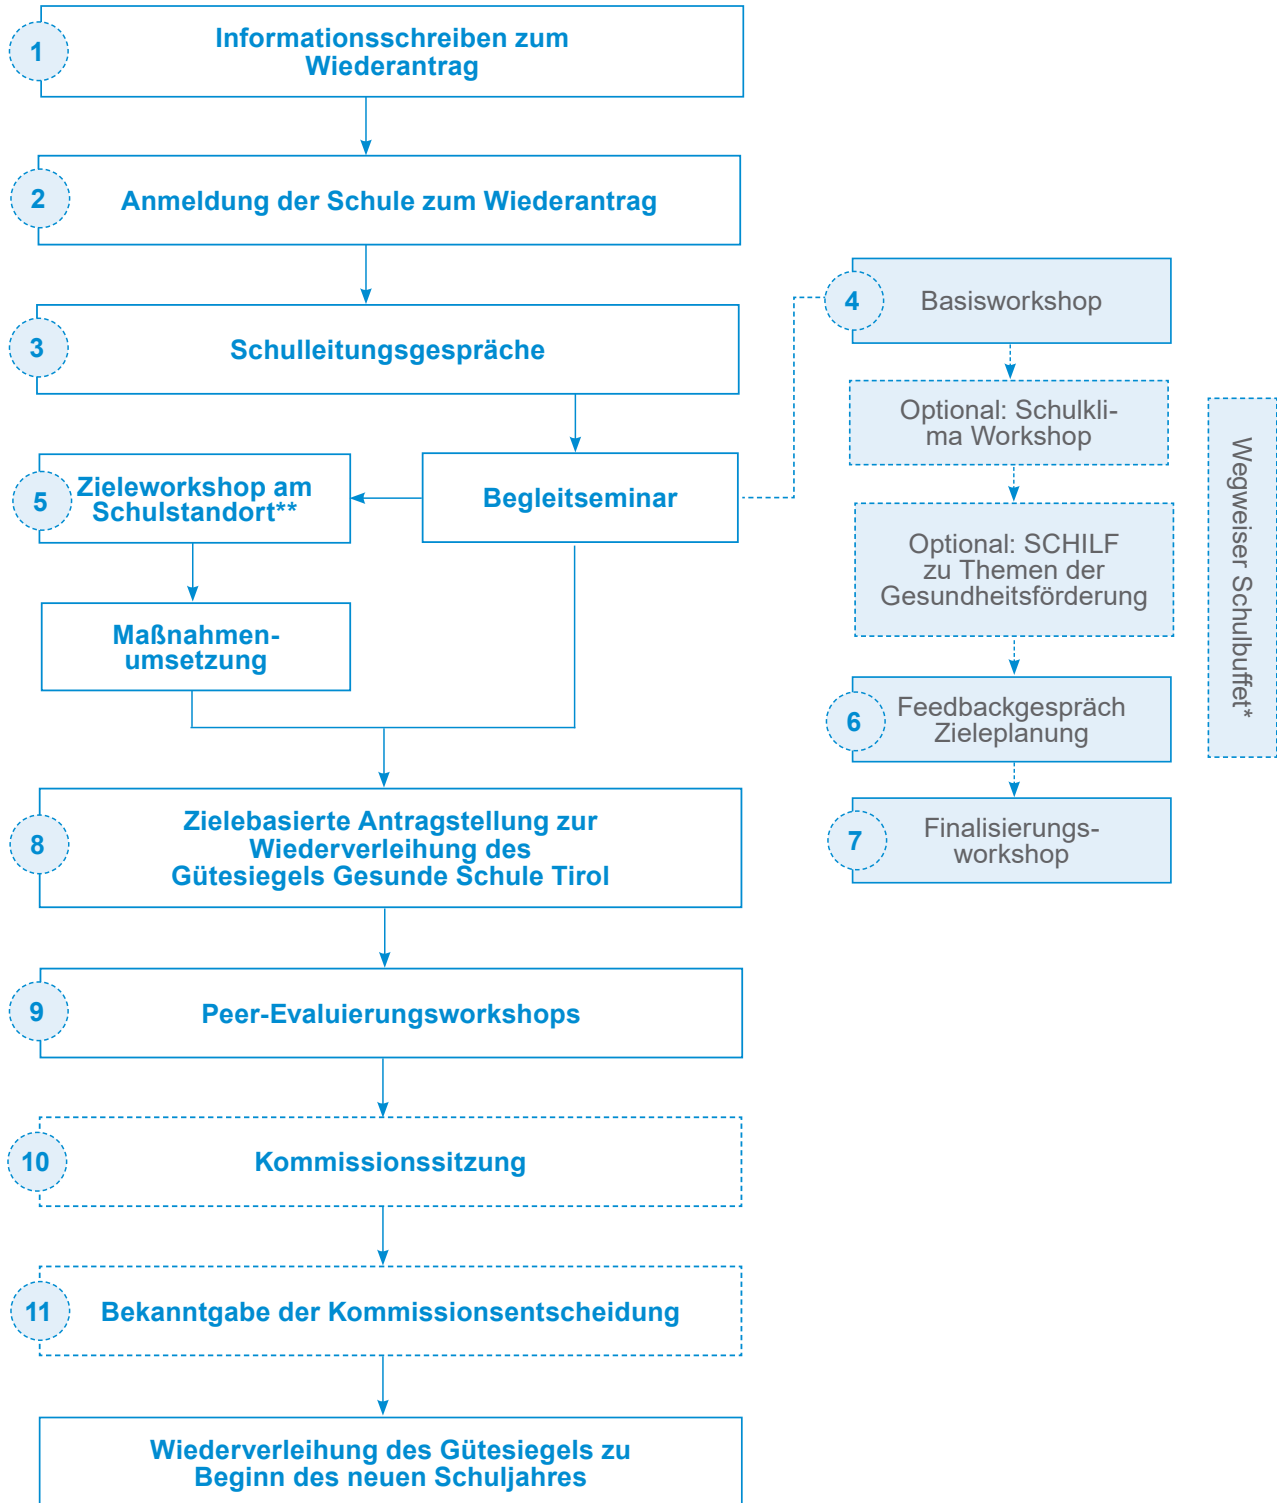 1
Informationsschreiben zum
Wiederantrag
2
Anmeldung der Schule zum Wiederantrag
3
Schulleitungsgespräche
4
Basisworkshop
Optional: Schulkli-
ma Workshop
5
Zieleworkshop am
Schulstandort**
Begleitseminar
Optional: SCHILF
zu Themen der
Gesundheitsförderung
Wegweiser Schulbuffet*
Maßnahmen-
umsetzung
6
Feedbackgespräch
Zieleplanung
7
Finalisierungs-
workshop
8
Zielebasierte Antragstellung zur
Wiederverleihung des
Gütesiegels Gesunde Schule Tirol
9
Peer-Evaluierungsworkshops
10
Kommissionssitzung
11
Bekanntgabe der Kommissionsentscheidung
Wiederverleihung des Gütesiegels zu
Beginn des neuen Schuljahres